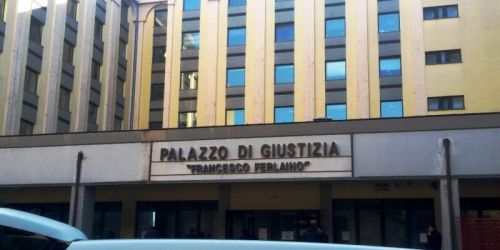 PALAZZO DI GIUSTIZIA
"FRANCESCO FERLAINO"